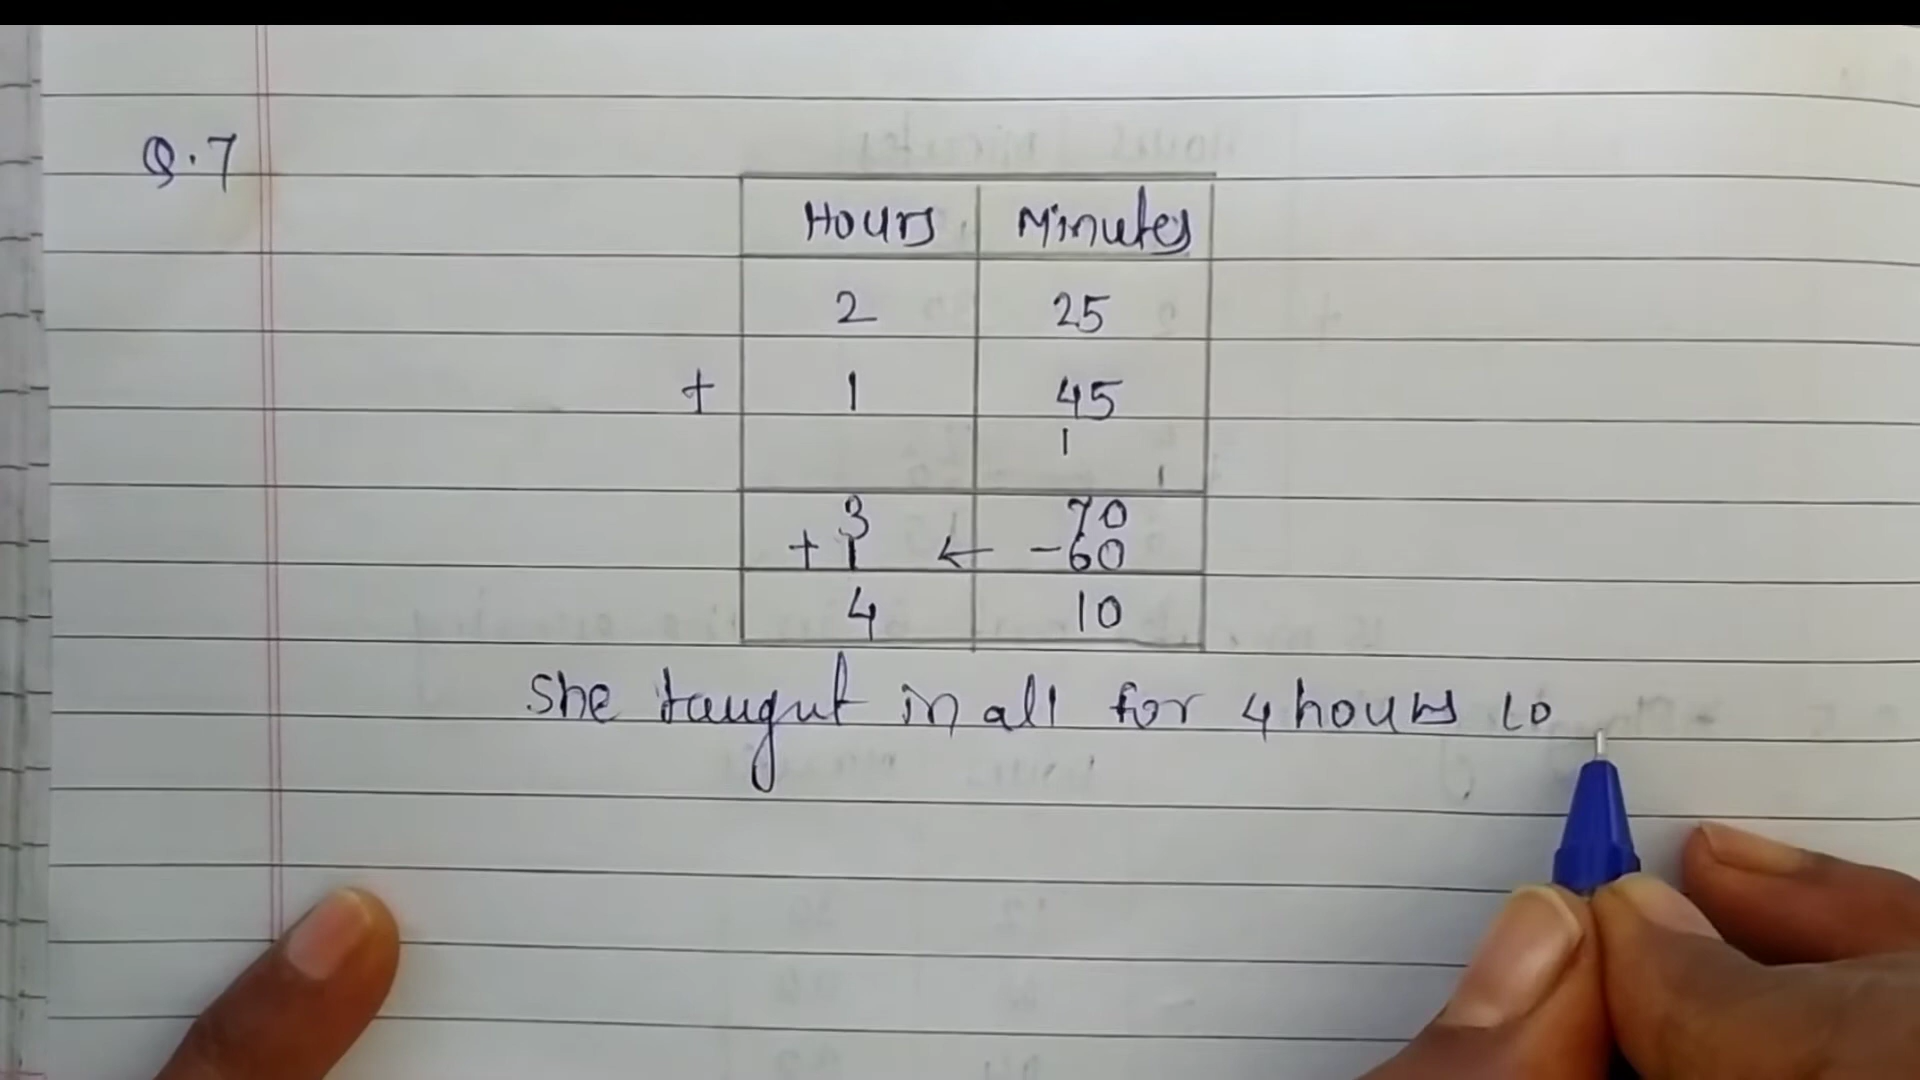 Q.7
Hours Minutes
2 25
+ 1 45
1
3 70
+ 1 ← -60
4 10
She taught in all for 4 hours 10